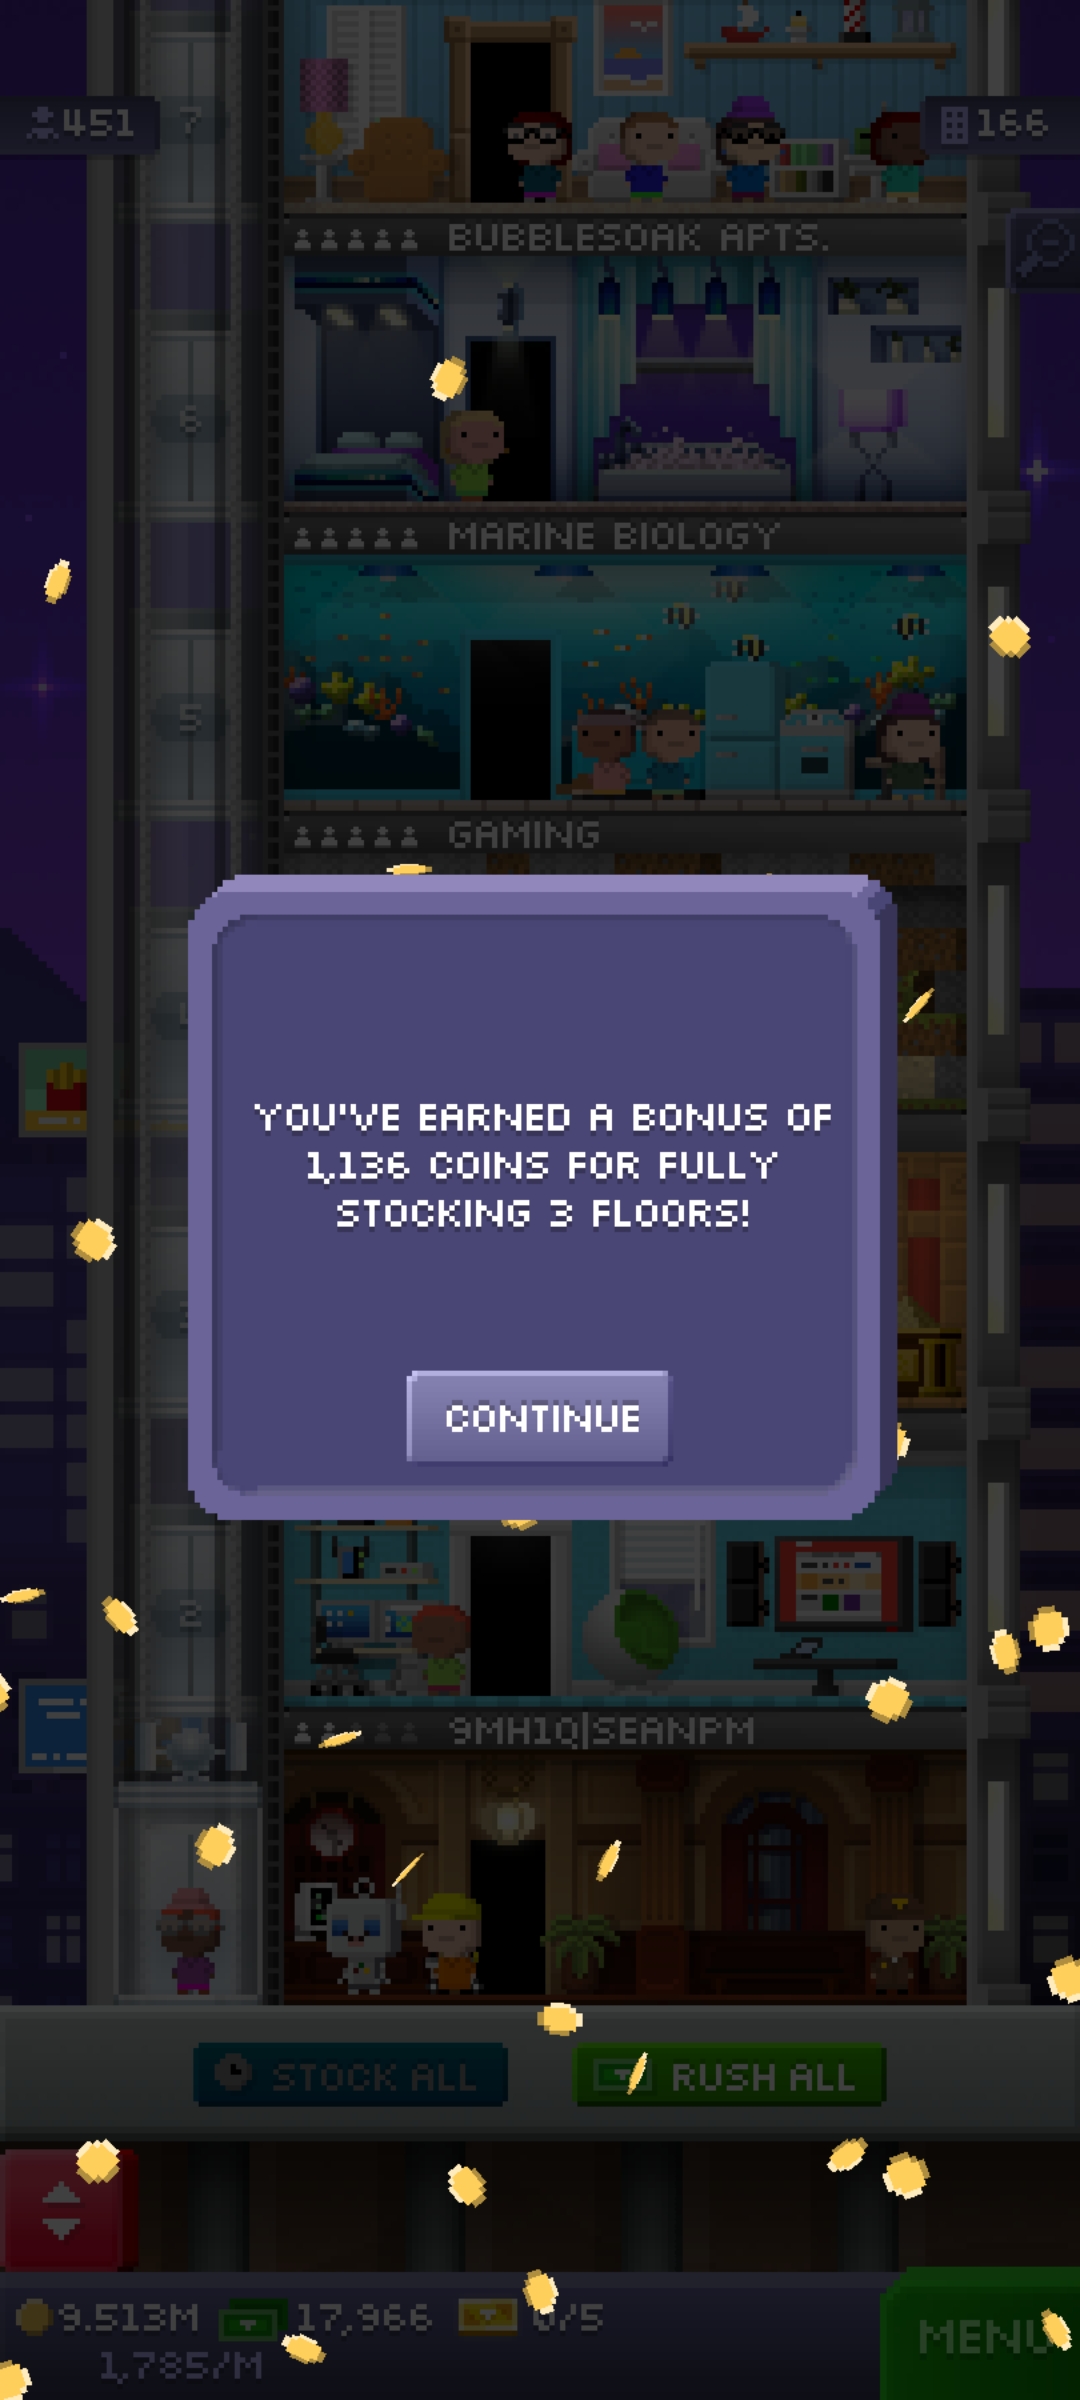 451
7
166
BUBBLESOAK APTS.
6
MARINE BIOLOGY
5
GAMING
YOU'VE EARNED A BONUS OF
1,136 COINS FOR FULLY
STOCKING 3 FLOORS!
CONTINUE
2
9MH1Q|SEANPM
STOCK ALL
RUSH ALL
9.513M
17,966
0/5
MENU
1,785/M